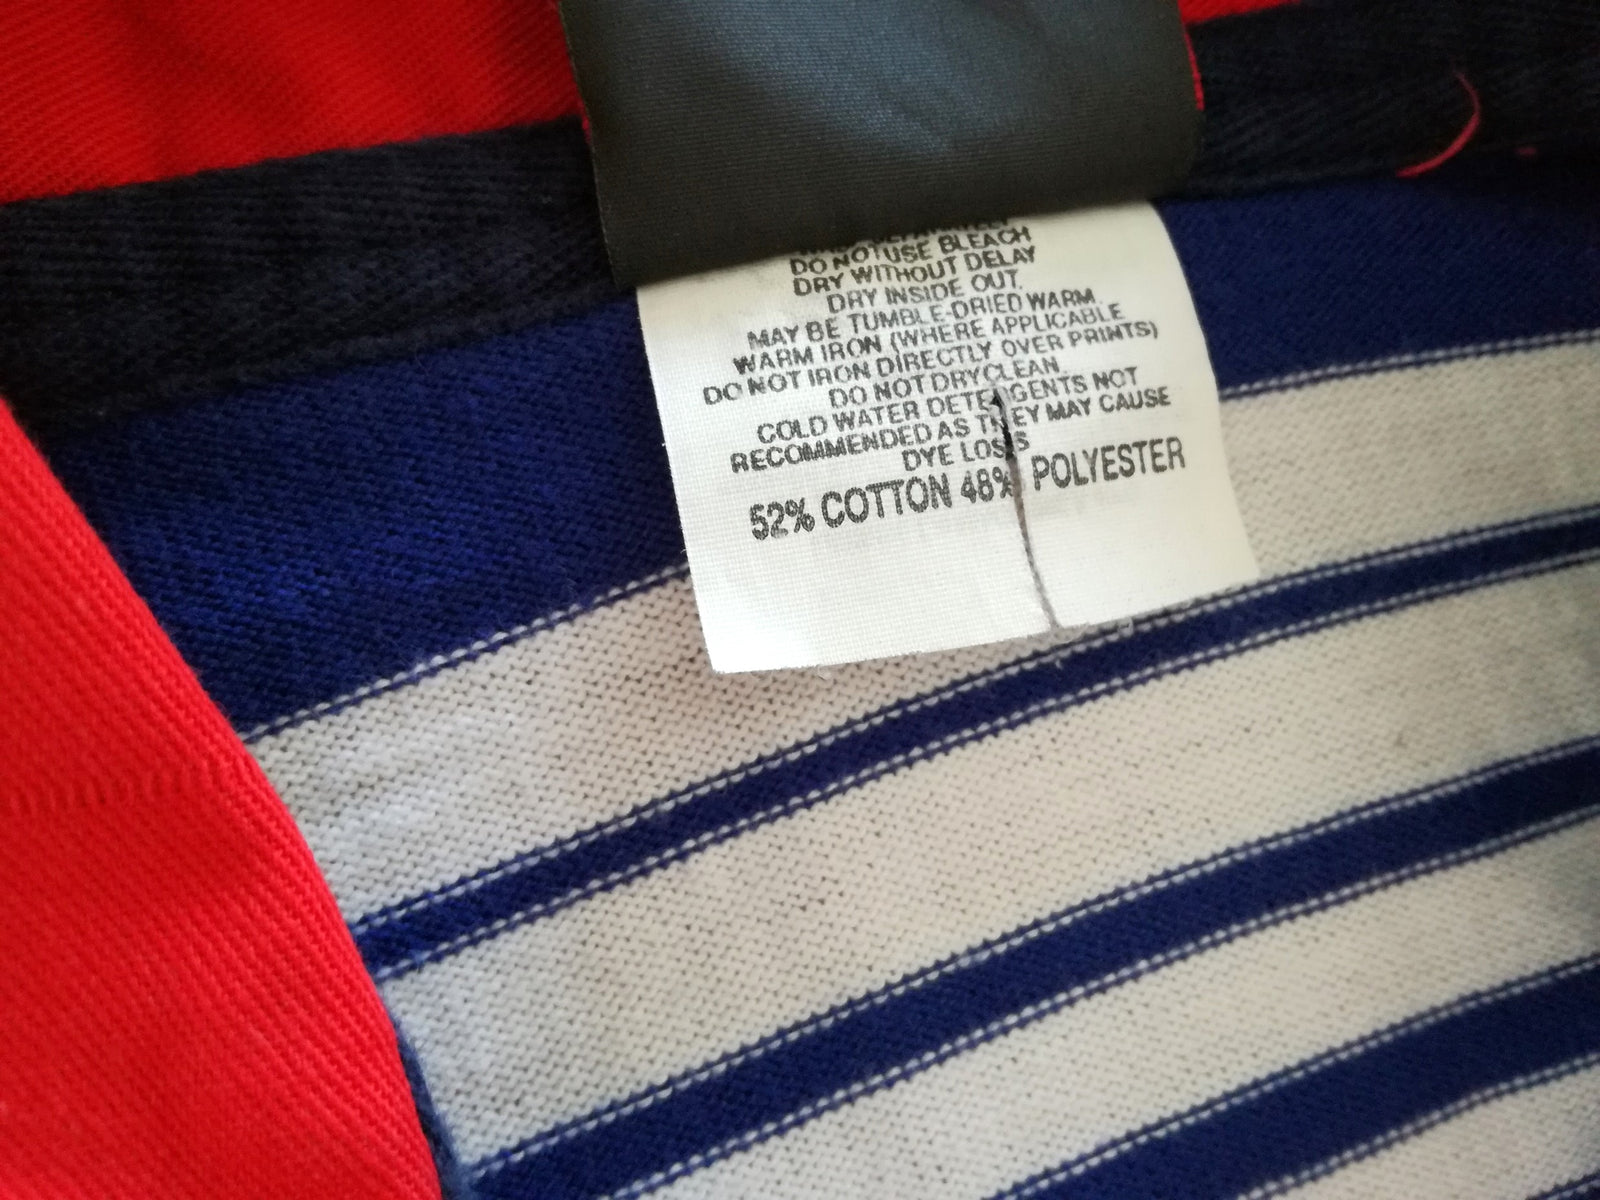 DO NOT USE BLEACH
DRY WITHOUT DELAY
DRY INSIDE OUT.
MAY BE TUMBLE-DRIED WARM.
WARM IRON (WHERE APPLICABLE
DO NOT IRON DIRECTLY OVER PRINTS)
DO NOT DRYCLEAN.
COLD WATER DETERGENTS NOT
RECOMMENDED AS THEY MAY CAUSE
DYE LOSS
52% COTTON 48% POLYESTER